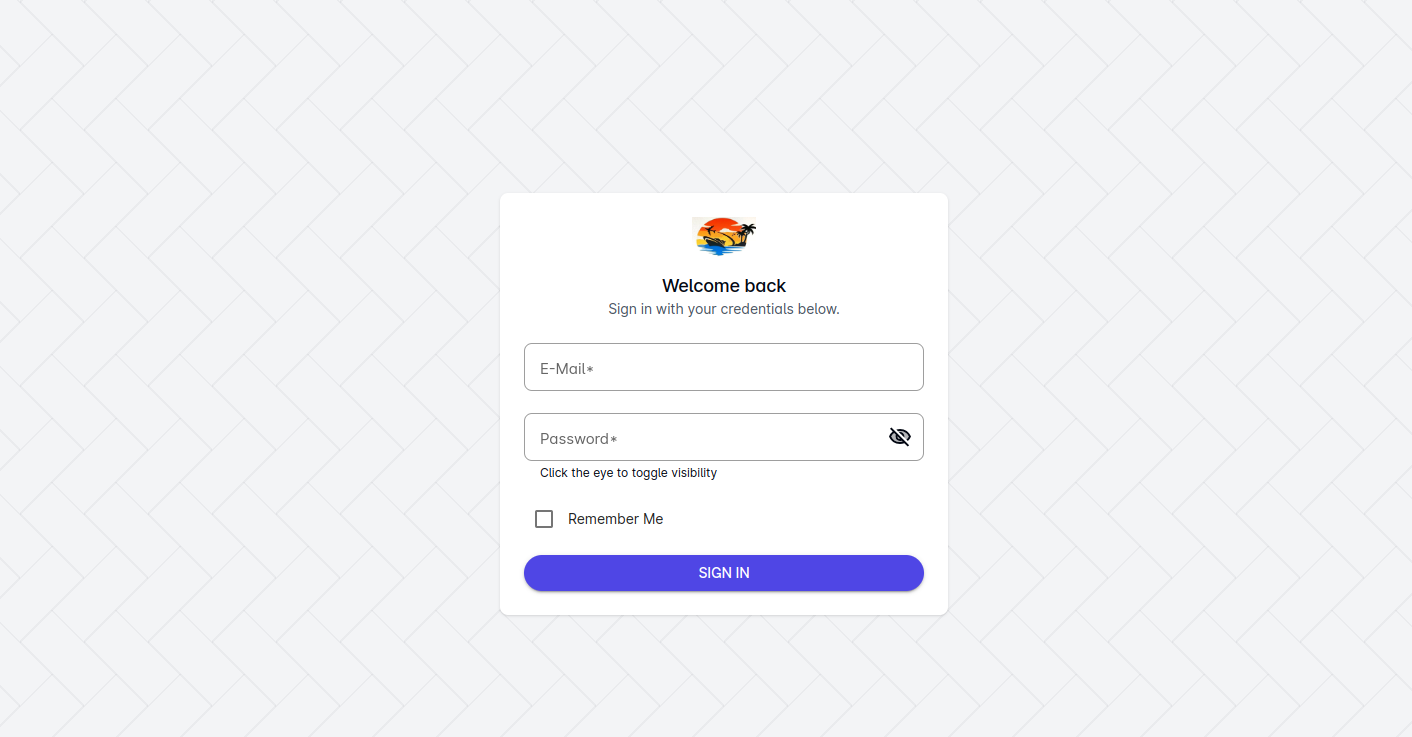 Welcome back
Sign in with your credentials below.
E-Mail*
Password*
Click the eye to toggle visibility
Remember Me
SIGN IN